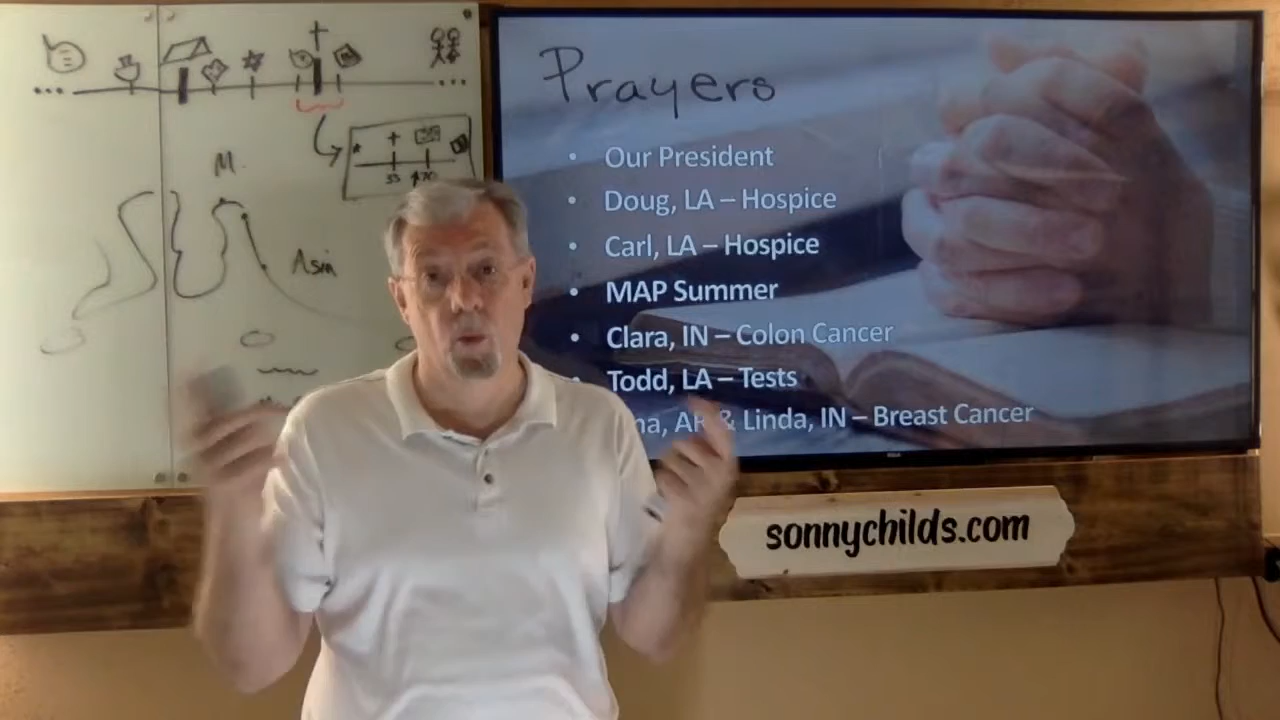 M.
33
Asia
Prayers
• Our President
• Doug, LA – Hospice
• Carl, LA – Hospice
• MAP Summer
• Clara, IN – Colon Cancer
• Todd, LA – Tests
& Linda, IN – Breast Cancer
sonnychilds.com